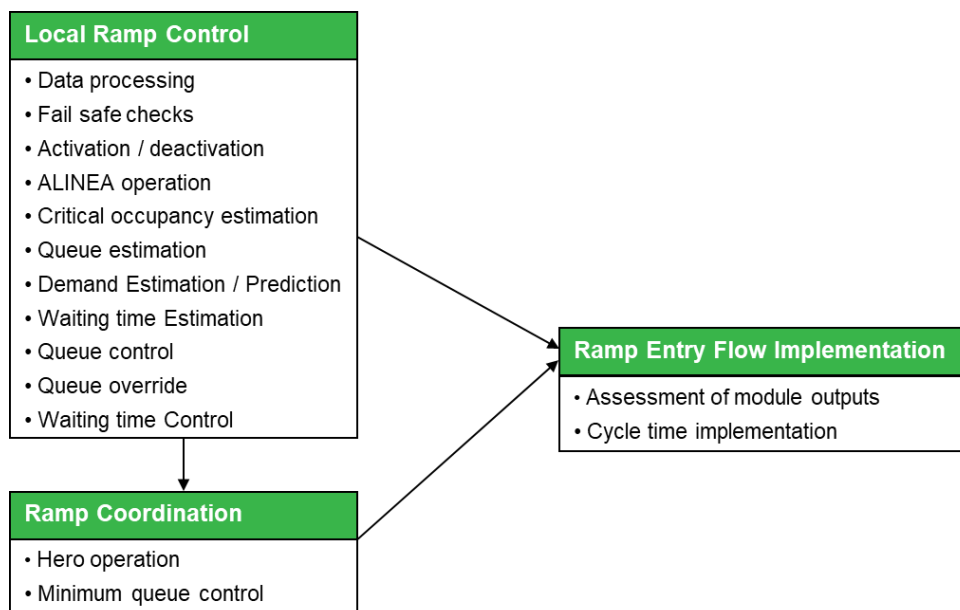 Local Ramp Control
• Data processing
• Fail safe checks
• Activation / deactivation
• ALINEA operation
• Critical occupancy estimation
• Queue estimation
• Demand Estimation / Prediction
• Waiting time Estimation
• Queue control
• Queue override
• Waiting time Control
Ramp Coordination
• Hero operation
• Minimum queue control
Ramp Entry Flow Implementation
• Assessment of module outputs
• Cycle time implementation